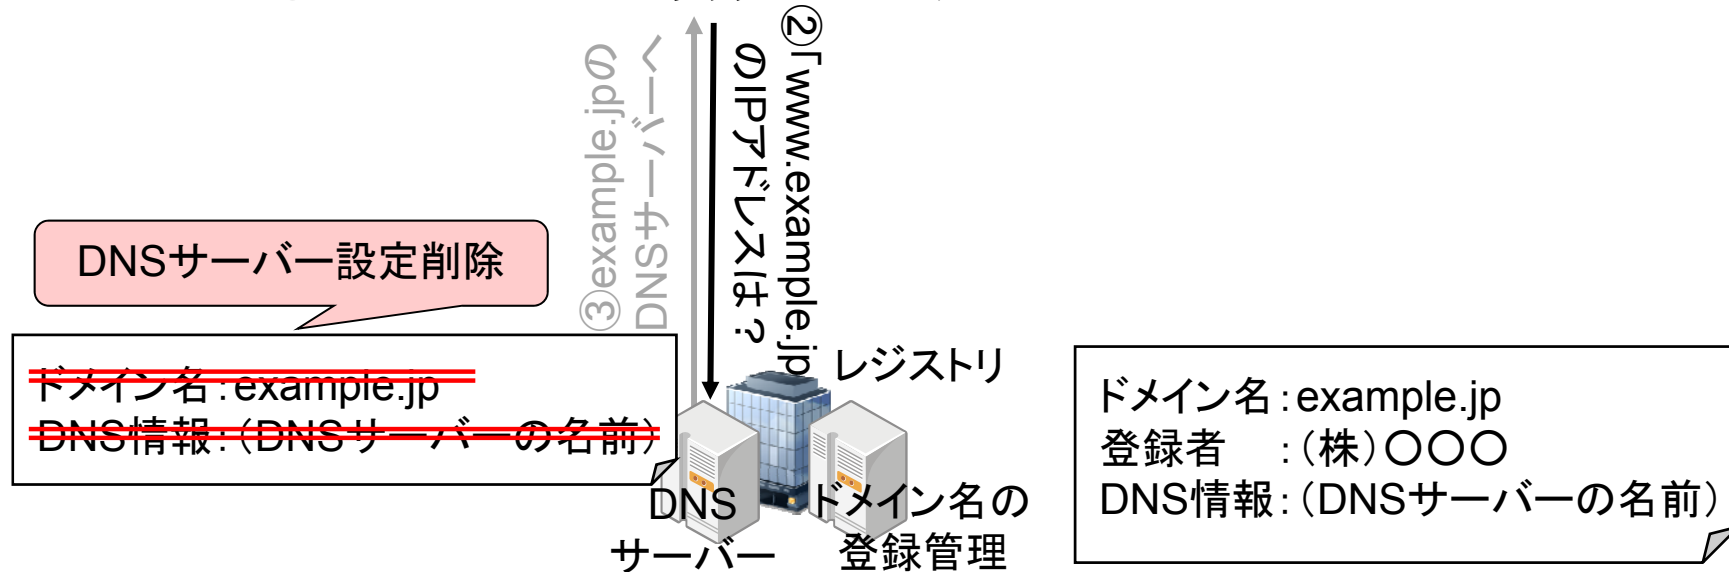 ②「www.example.jp
のIPアドレスは？
③example.jpの
DNSサーバーへ
DNSサーバー設定削除
ドメイン名：example.jp
DNS情報：（DNSサーバーの名前）
レジストリ
DNS
サーバー
ドメイン名の
登録管理
ドメイン名：example.jp
登録者　：（株）〇〇〇
DNS情報：（DNSサーバーの名前）